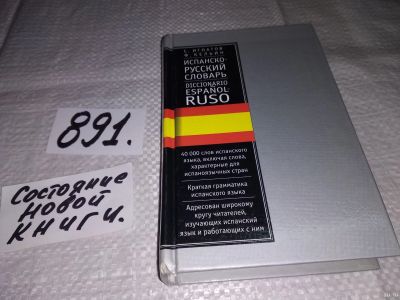 С. ИГНАТОВ
Ф. КЕЛЬИН
ИСПАНСКО-
РУССКИЙ
СЛОВАРЬ
DICCIONARIO
ESPAÑOL-
RUSO
40 000 слов испанского
языка, включая слова,
характерные для
испаноязычных стран
Краткая грамматика
испанского языка
Адресован широкому
кругу читателей,
изучающих испанский
язык и работающих с ним
891.
Состояние
новой
книги.